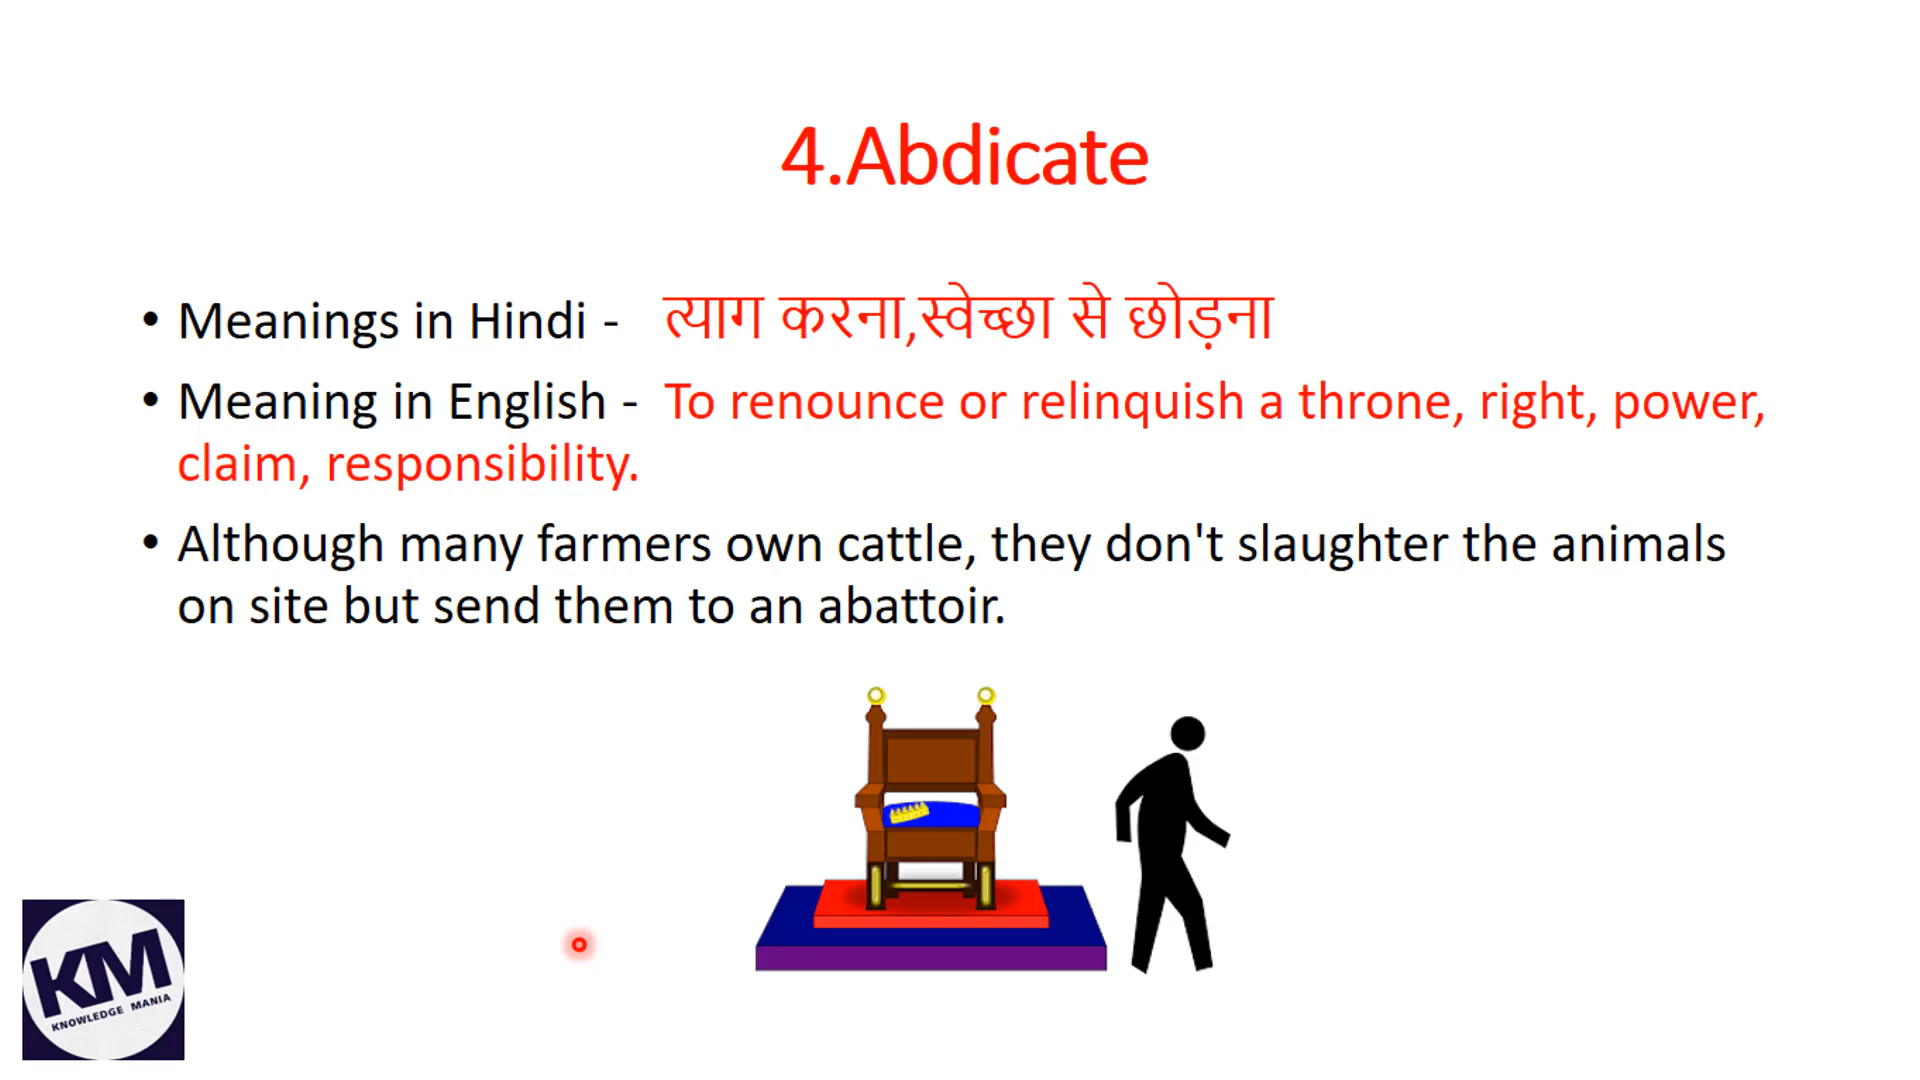 4.Abdicate
• Meanings in Hindi - त्याग करना,स्वेच्छा से छोड़ना
• Meaning in English - To renounce or relinquish a throne, right, power,
claim, responsibility.
• Although many farmers own cattle, they don't slaughter the animals
on site but send them to an abattoir.
KM
KNOWLEDGE MANIA